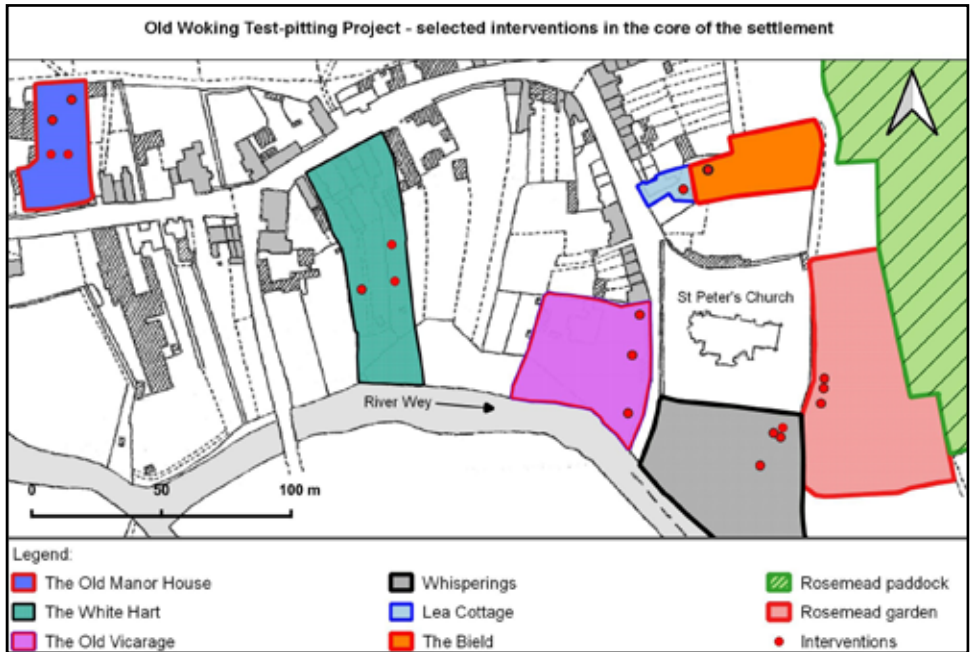 Old Woking Test-pitting Project - selected interventions in the core of the settlement
St Peter's Church
River Wey
0 50 100 m
Legend:
The Old Manor House
The White Hart
The Old Vicarage
Whisperings
Lea Cottage
The Bield
Rosemead paddock
Rosemead garden
Interventions